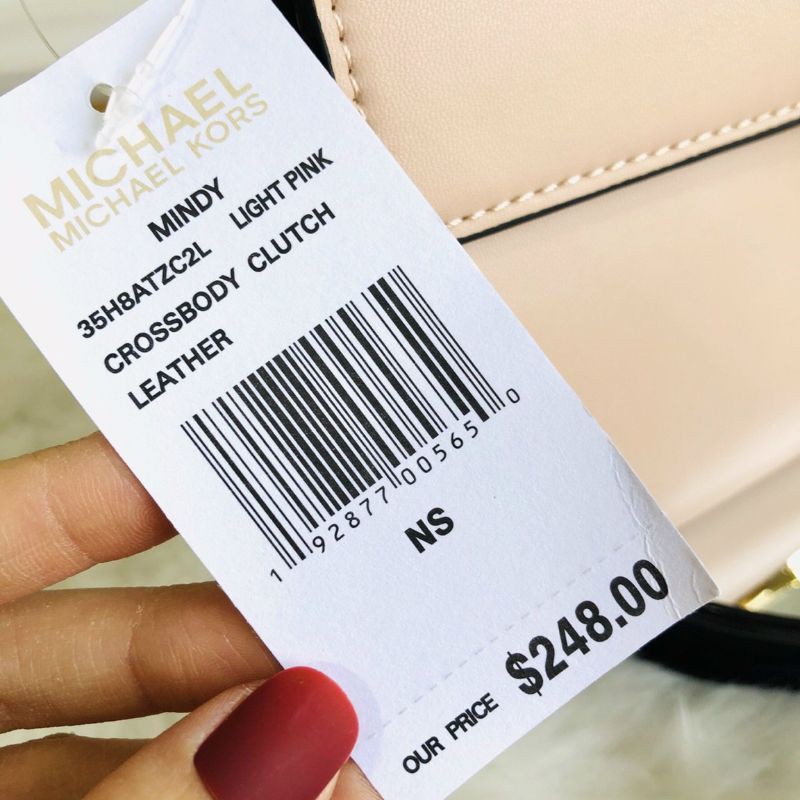 MICHAEL
MICHAEL KORS
MINDY
35H8ATZC2L LIGHT PINK
CROSSBODY CLUTCH
LEATHER
1 92877 00565 0
NS
OUR PRICE $248.00